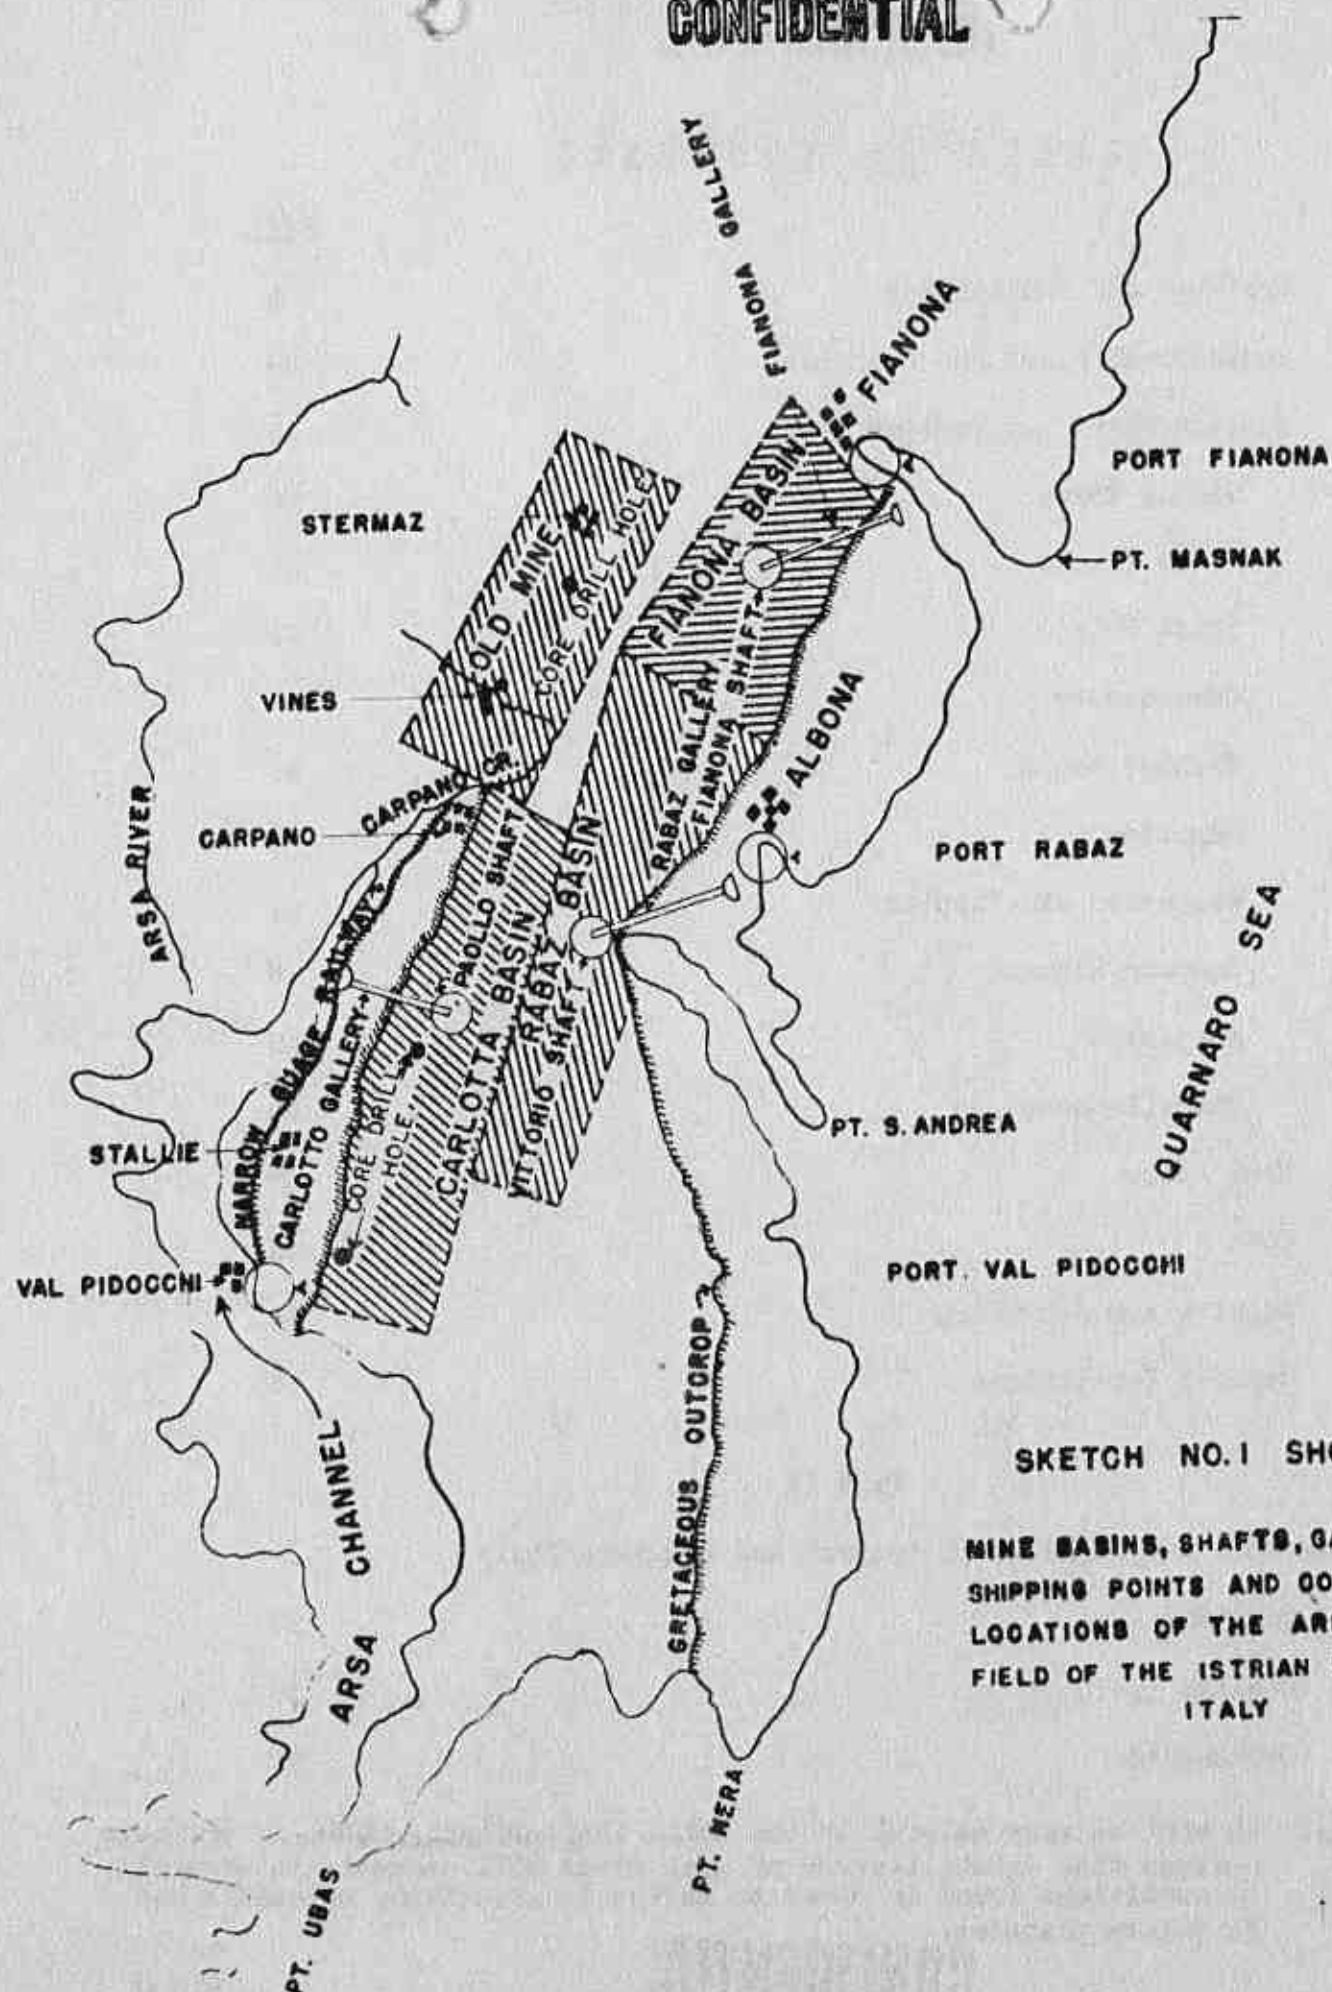 CONFIDENTIAL
FIANONA GALLERY
FIANONA
PORT FIANONA
PT. MASNAK
STERMAZ
OLD MINE
CORE DRILL HOLE
FIANONA BASIN
VINES
RABAZ GALLERY
FIANONA SHAFT
ALBONA
CARPANO
CARPANO
ARSA RIVER
PORT RABAZ
QUARNARO SEA
NARROW GUAGE RAILWAY
PAOLLO SHAFT
CARLOTTA BASIN
RABAZ BASIN
VITTORIO SHAFT
CARLOTTO GALLERY
CORE DRILL
HOLE
STALLIE
PT. S. ANDREA
VAL PIDOCCHI
PORT. VAL PIDOCCHI
CRETACEOUS OUTCROP
ARSA CHANNEL
SKETCH NO. 1
MINE BASINS, SHAFTS,
SHIPPING POINTS AND
LOCATIONS OF THE
FIELD OF THE ISTRIAN
ITALY
PT. NERA
PT. UBAS